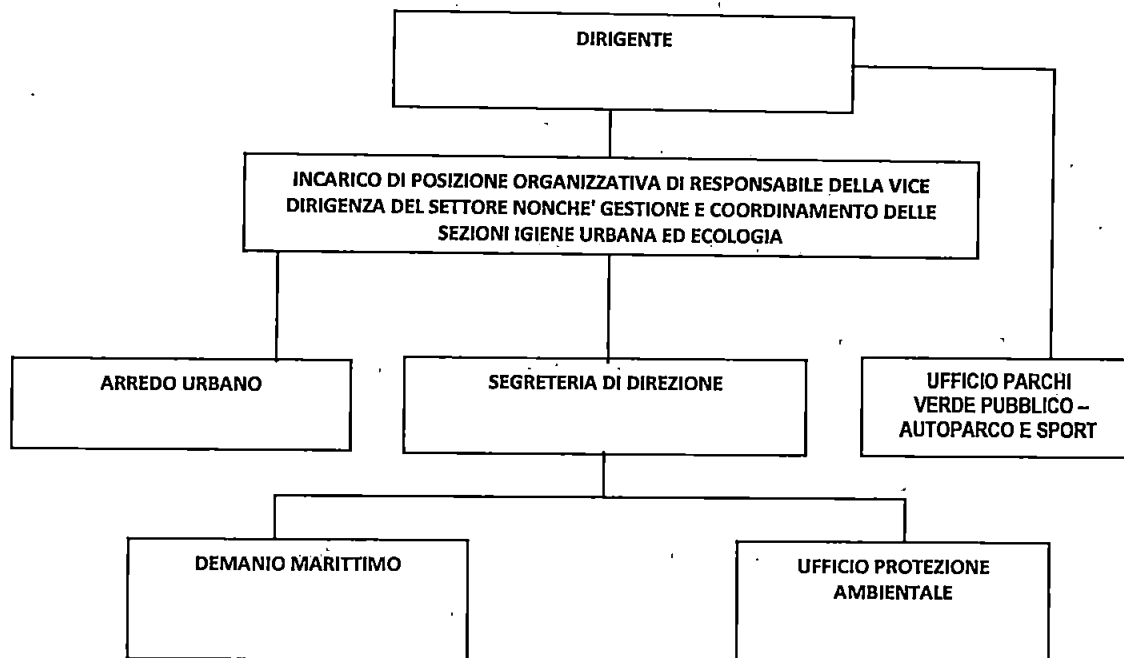 DIRIGENTE
INCARICO DI POSIZIONE ORGANIZZATIVA DI RESPONSABILE DELLA VICE
DIRIGENZA DEL SETTORE NONCHE' GESTIONE E COORDINAMENTO DELLE
SEZIONI IGIENE URBANA ED ECOLOGIA
ARREDO URBANO
SEGRETERIA DI DIREZIONE
UFFICIO PARCHI
VERDE PUBBLICO –
AUTOPARCO E SPORT
DEMANIO MARITTIMO
UFFICIO PROTEZIONE
AMBIENTALE